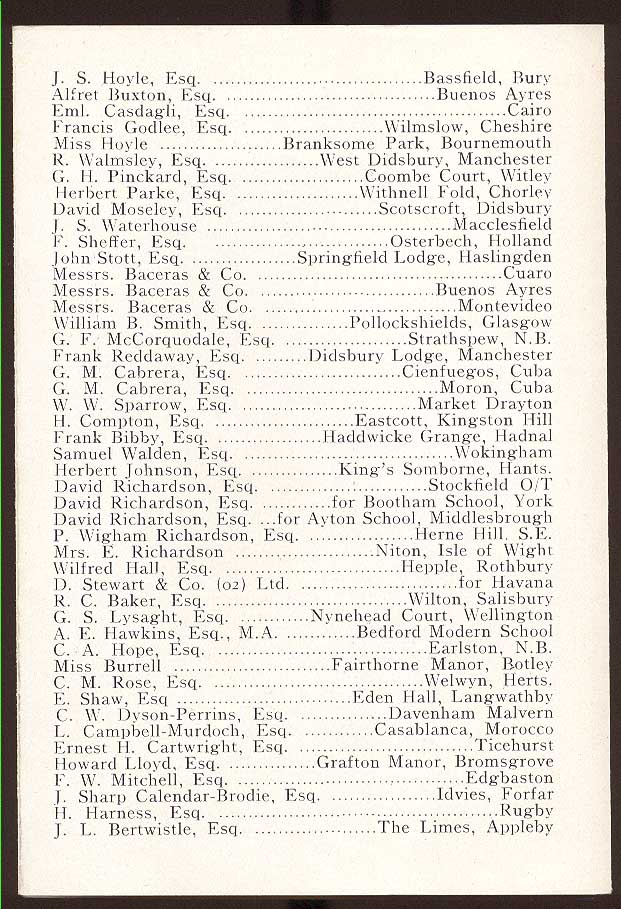 J. S. Hoyle, Esq. ....................................Bassfield, Bury
Alfret Buxton, Esq. ....................................Buenos Ayres
Eml. Casdagli, Esq. .............................................Cairo
Francis Godlee, Esq. ........................Wilmslow, Cheshire
Miss Hoyle .....................Branksome Park, Bournemouth
R. Walmsley, Esq. ..................West Didsbury, Manchester
G. H. Pinckard, Esq. .......................Coombe Court, Witley
Herbert Parke, Esq. .....................Withnell Fold, Chorley
David Moseley, Esq. ........................Scotscroft, Didsbury
J. S. Waterhouse ..........................................Macclesfield
F. Sheffer, Esq. ..............................Osterbech, Holland
John Stott, Esq. ..................Springfield Lodge, Haslingden
Messrs. Baceras & Co. ..........................................Cuaro
Messrs. Baceras & Co. ..............................Buenos Ayres
Messrs. Baceras & Co. .................................Montevideo
William B. Smith, Esq. ...............Pollockshields, Glasgow
G. F. McCorquodale, Esq. .....................Strathspew, N.B.
Frank Reddaway, Esq. .........Didsbury Lodge, Manchester
G. M. Cabrera, Esq. ...........................Cienfuegos, Cuba
G. M. Cabrera, Esq. .................................Moron, Cuba
W. W. Sparrow, Esq. ..............................Market Drayton
H. Compton, Esq. ........................Eastcott, Kingston Hill
Frank Bibby, Esq. ..................Haddwicke Grange, Hadnal
Samuel Walden, Esq. ....................................Wokingham
Herbert Johnson, Esq. ...............King's Somborne, Hants.
David Richardson, Esq. ...........................Stockfield O/T
David Richardson, Esq. ............for Bootham School, York
David Richardson, Esq. ...for Ayton School, Middlesbrough
P. Wigham Richardson, Esq. ....................Herne Hill, S.E.
Mrs. E. Richardson ........................Niton, Isle of Wight
Wilfred Hall, Esq. ..............................Hepple, Rothbury
D. Stewart & Co. (02) Ltd. ...........................for Havana
R. C. Baker, Esq. .................................Wilton, Salisbury
G. S. Lysaght, Esq. ............Nynehead Court, Wellington
A. E. Hawkins, Esq., M.A. ............Bedford Modern School
C. A. Hope, Esq. ....................................Earlston, N.B.
Miss Burrell ...........................Fairthorne Manor, Botley
C. M. Rose, Esq. ....................................Welwyn, Herts.
E. Shaw, Esq ..............................Eden Hall, Langwathby
C. W. Dyson-Perrins, Esq. ...............Davenham Malvern
L. Campbell-Murdoch, Esq. ............Casablanca, Morocco
Ernest H. Cartwright, Esq. ..............................Ticehurst
Howard Lloyd, Esq. ...............Grafton Manor, Bromsgrove
F. W. Mitchell, Esq. .......................................Edgbaston
J. Sharp Calendar-Brodie, Esq. ..................Idvies, Forfar
H. Harness, Esq. ................................................Rugby
J. L. Bertwistle, Esq. .....................The Limes, Appleby